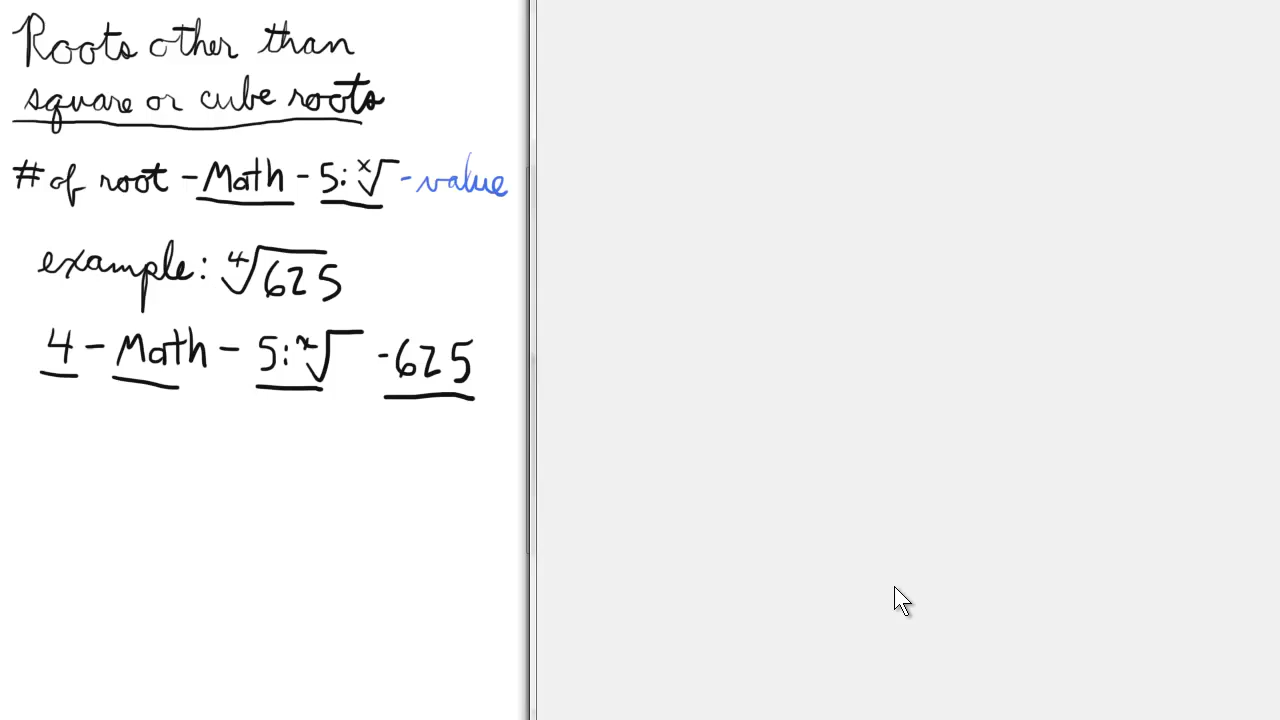 Roots other than
square or cube roots
# of root - Math - 5: ˣ√ - value
example: ⁴√625
4 - Math - 5: ˣ√ - 625